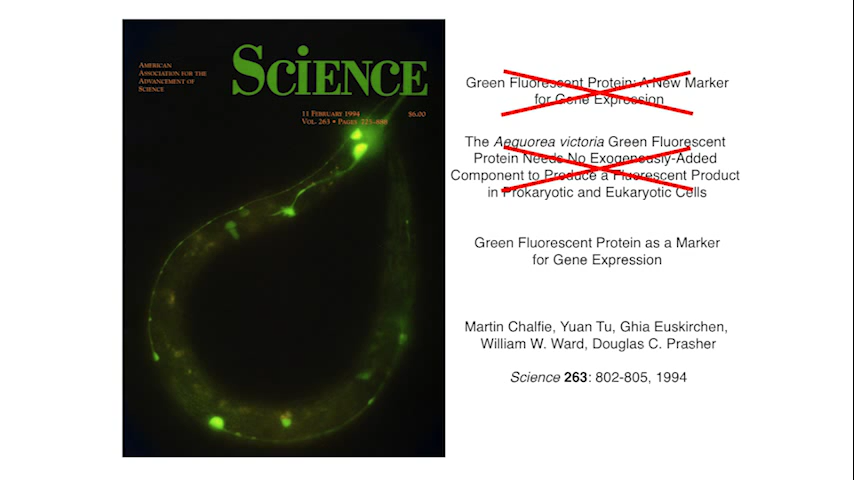 AMERICAN
ASSOCIATION FOR THE
ADVANCEMENT OF
SCIENCE
SCIENCE
11 FEBRUARY 1994
VOL. 263 • PAGES 725–888
$6.00
Green Fluorescent Protein: A New Marker
for Gene Expression
The Aequorea victoria Green Fluorescent
Protein Needs No Exogenously-Added
Component to Produce a Fluorescent Product
in Prokaryotic and Eukaryotic Cells
Green Fluorescent Protein as a Marker
for Gene Expression
Martin Chalfie, Yuan Tu, Ghia Euskirchen,
William W. Ward, Douglas C. Prasher
Science 263: 802-805, 1994